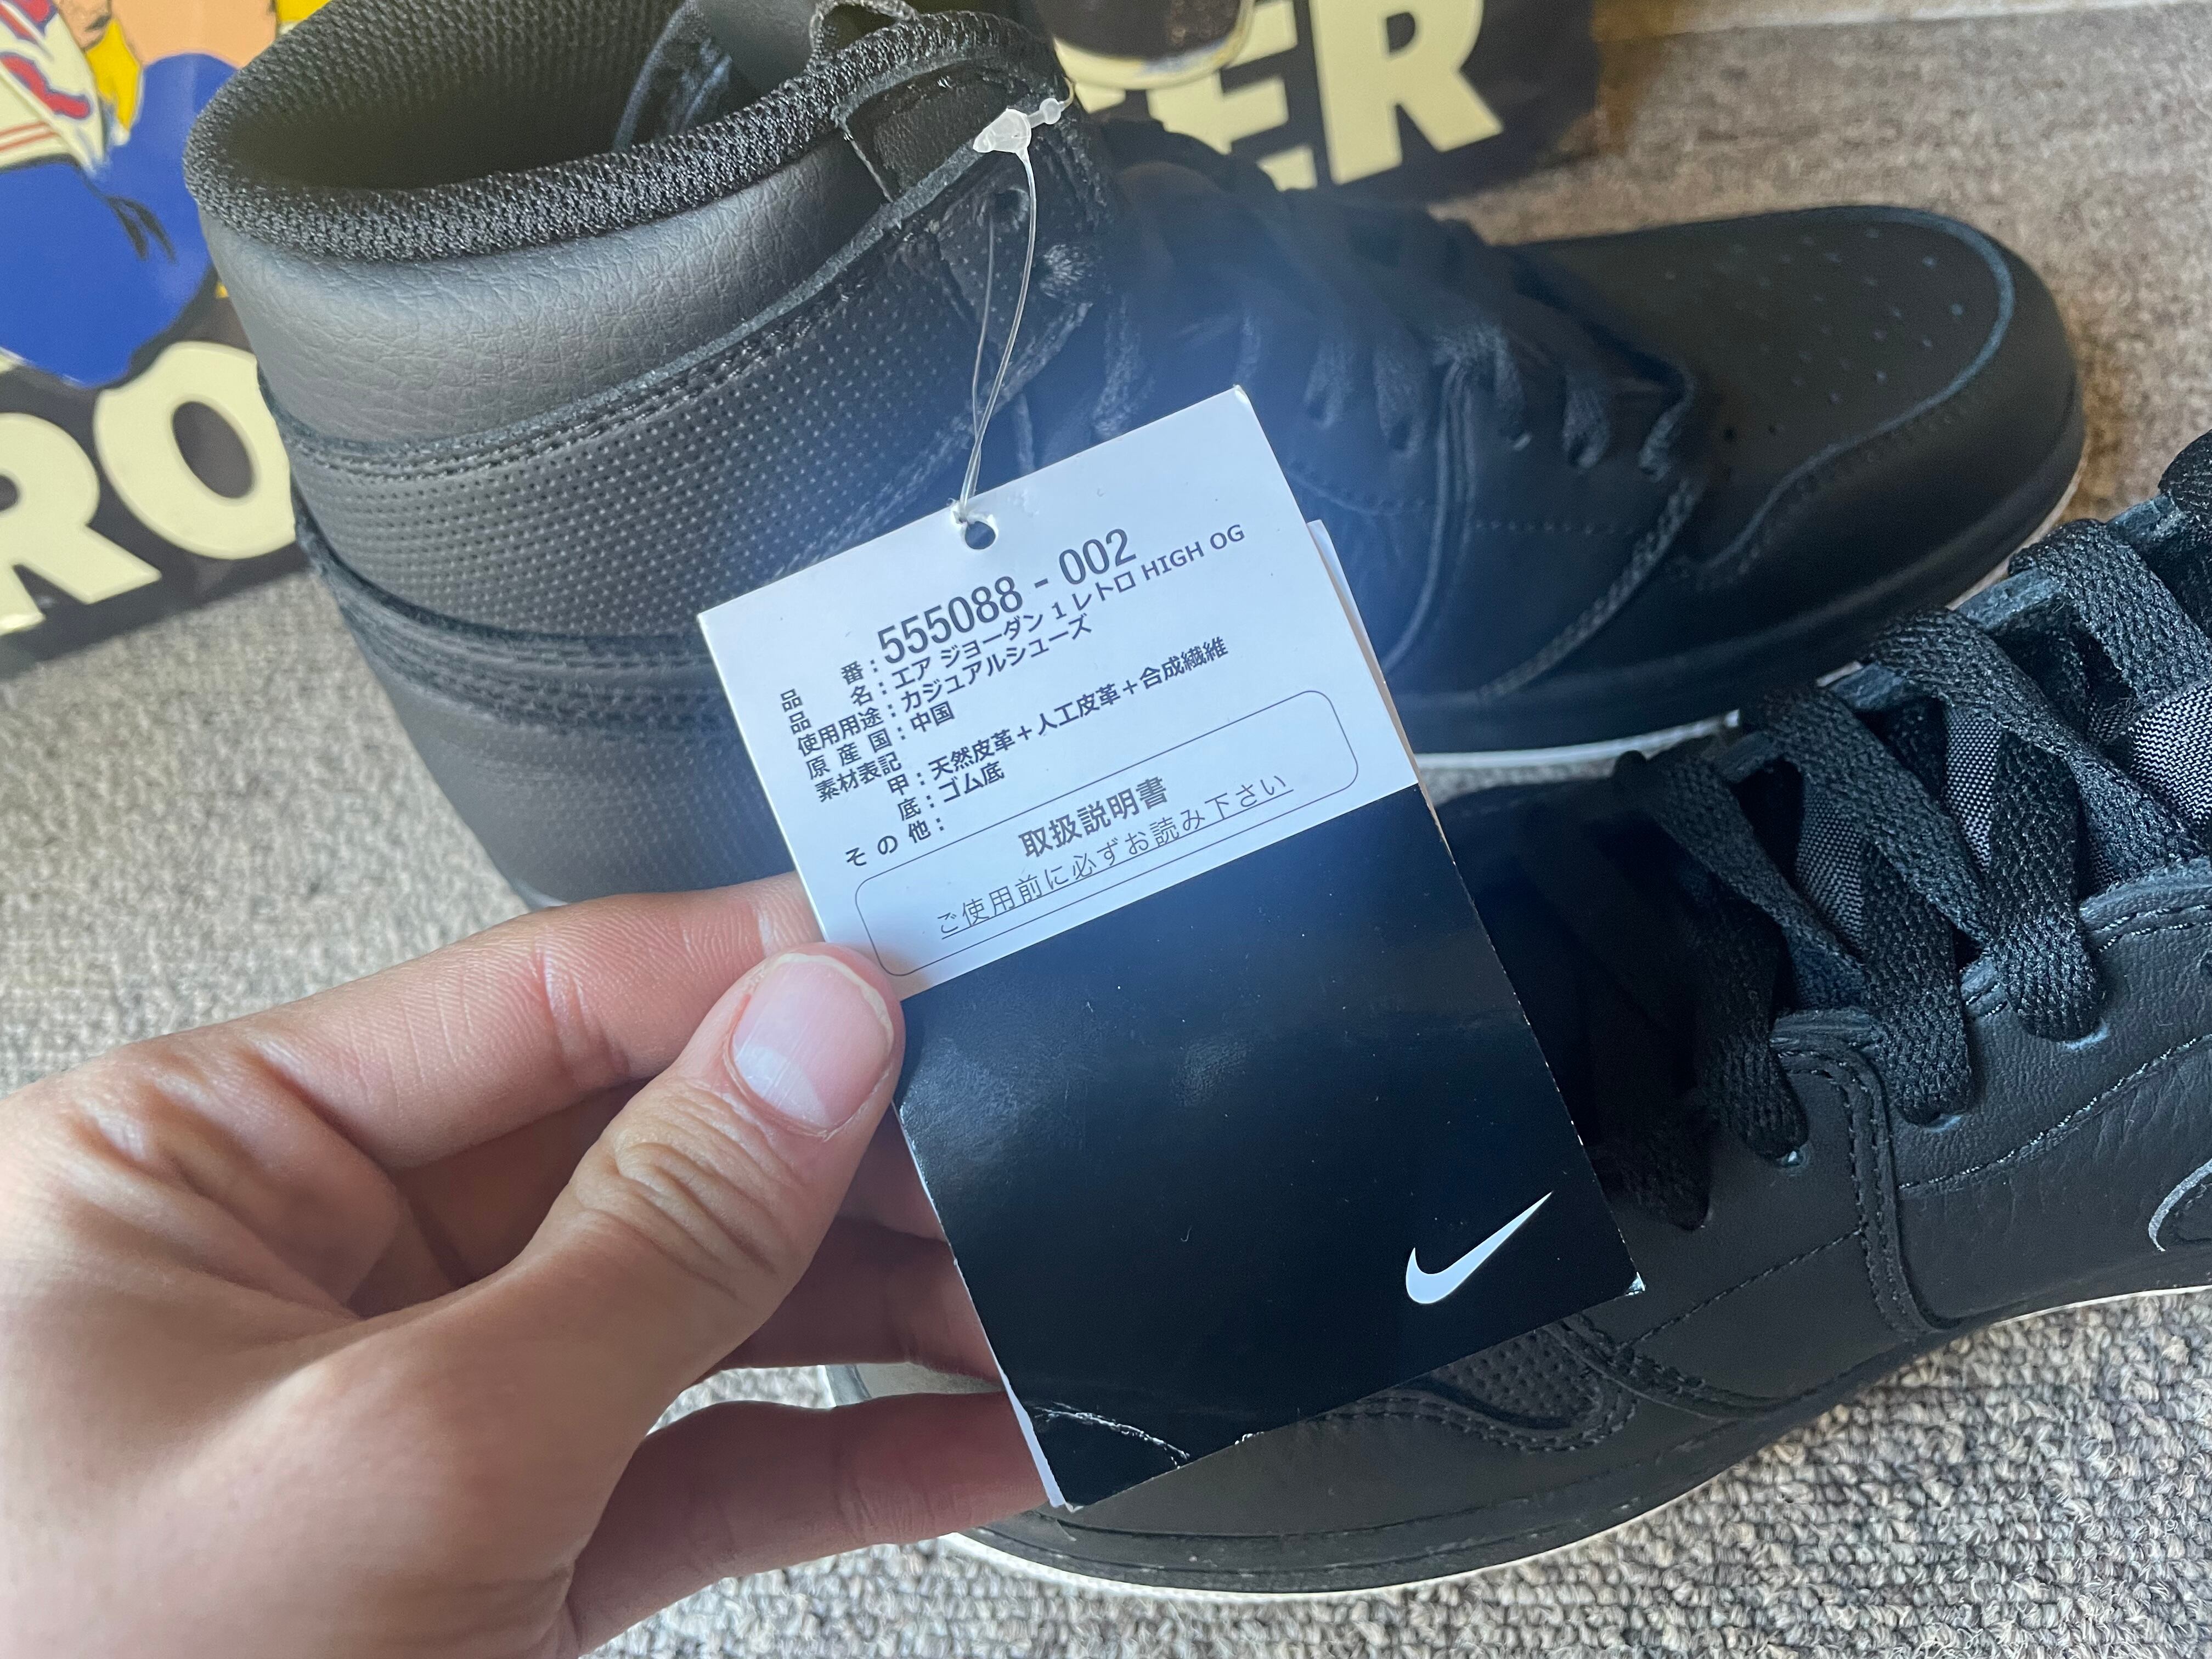 ER
RO
品番：555088 - 002
品名：エア ジョーダン 1 レトロ HIGH OG
使用用途：カジュアルシューズ
原産国：中国
素材表記
甲：天然皮革＋人工皮革＋合成繊維
底：ゴム底
その他：
取扱説明書
ご使用前に必ずお読み下さい